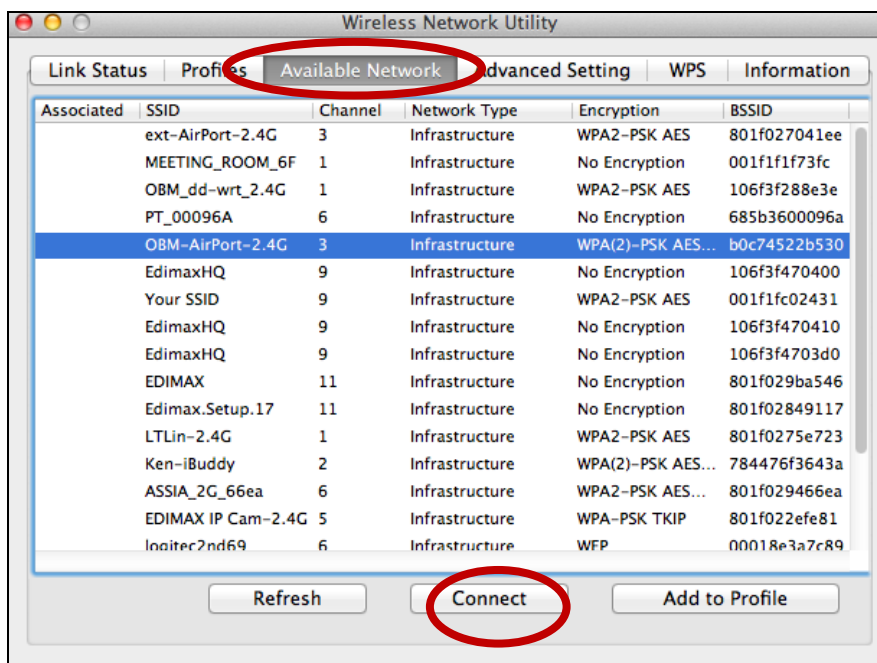 Wireless Network Utility
Link Status Profiles Available Network Advanced Setting WPS Information
Associated SSID Channel Network Type Encryption BSSID
ext-AirPort-2.4G 3 Infrastructure WPA2-PSK AES 801f027041ee
MEETING_ROOM_6F 1 Infrastructure No Encryption 001f1f1f73fc
OBM_dd-wrt_2.4G 1 Infrastructure WPA2-PSK AES 106f3f288e3e
PT_00096A 6 Infrastructure No Encryption 685b3600096a
OBM-AirPort-2.4G 3 Infrastructure WPA(2)-PSK AES... b0c74522b530
EdimaxHQ 9 Infrastructure No Encryption 106f3f470400
Your SSID 9 Infrastructure WPA2-PSK AES 001f1fc02431
EdimaxHQ 9 Infrastructure No Encryption 106f3f470410
EdimaxHQ 9 Infrastructure No Encryption 106f3f4703d0
EDIMAX 11 Infrastructure No Encryption 801f029ba546
Edimax.Setup.17 11 Infrastructure No Encryption 801f02849117
LTLin-2.4G 1 Infrastructure WPA2-PSK AES 801f0275e723
Ken-iBuddy 2 Infrastructure WPA(2)-PSK AES... 784476f3643a
ASSIA_2G_66ea 6 Infrastructure WPA2-PSK AES... 801f029466ea
EDIMAX IP Cam-2.4G 5 Infrastructure WPA-PSK TKIP 801f022efe81
logitec2nd69 6 Infrastructure WEP 00018e3a7c89
Refresh Connect Add to Profile